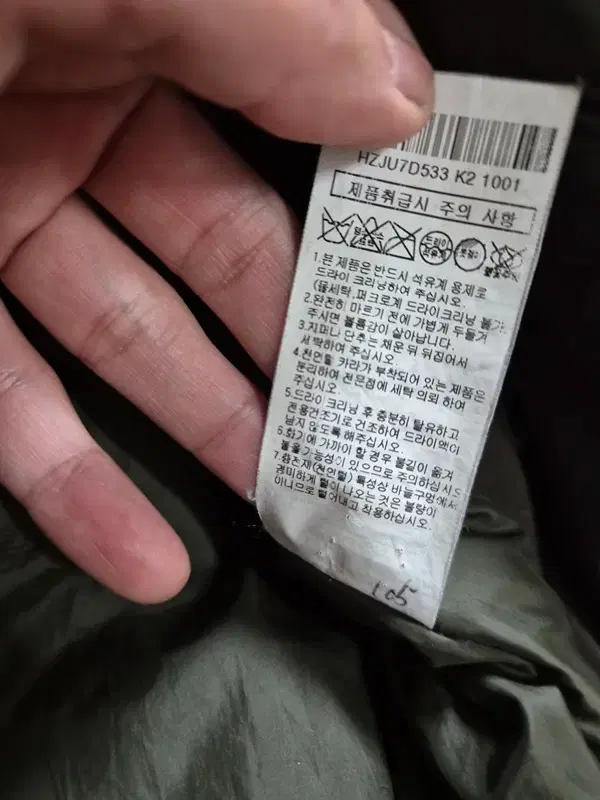 HZJU7D533 K2 1001
제품취급시 주의 사항
드라이
석유계
옷걸이
1.본 제품은 반드시 석유계 용제로
드라이 크리닝하여 주십시오.
(물세탁,퍼크로계 드라이크리닝 불가
2.완전히 마르기 전에 가볍게 두들겨
주시면 볼륨감이 살아납니다.
3.지퍼나 단추는 채운 뒤 뒤집어서
세탁하여 주십시오.
4.천연털 카라가 부착되어 있는 제품은
분리하여 전문점에 세탁 의뢰 하여
주십시오.
5.드라이 크리닝 후 충분히 탈유하고
전용건조기로 건조하여 드라이액이
남지 않도록해주십시오.
6.화기에 가까이 할 경우 불길이 옮겨
붙을가능성이 있으므로 주의하십시오
7.충전재(천연털) 특성상 바늘구멍에서
경미하게 털이 나오는 것은 불량이
아니므로 털어내고 착용하십시오.
105